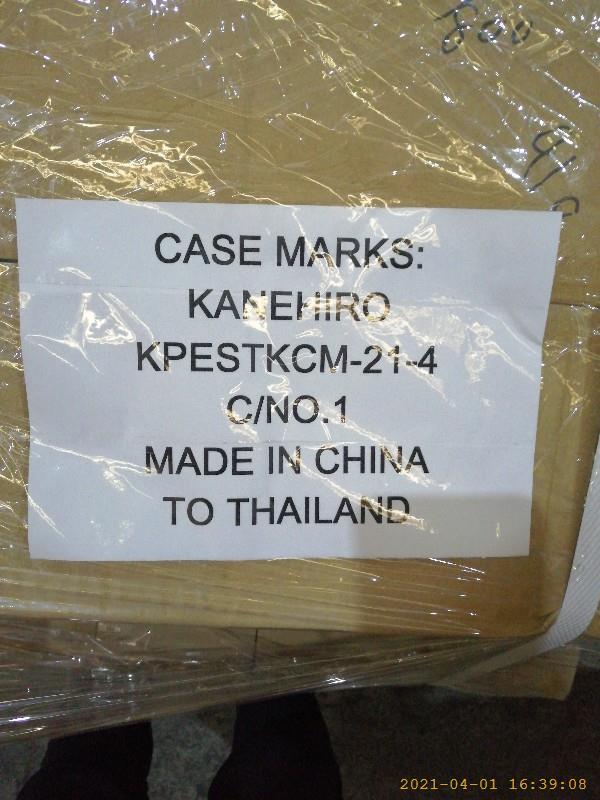 800
CASE MARKS:
KANEHIRO
KPESTKCM-21-4
C/NO.1
MADE IN CHINA
TO THAILAND
2021-04-01 16:39:08